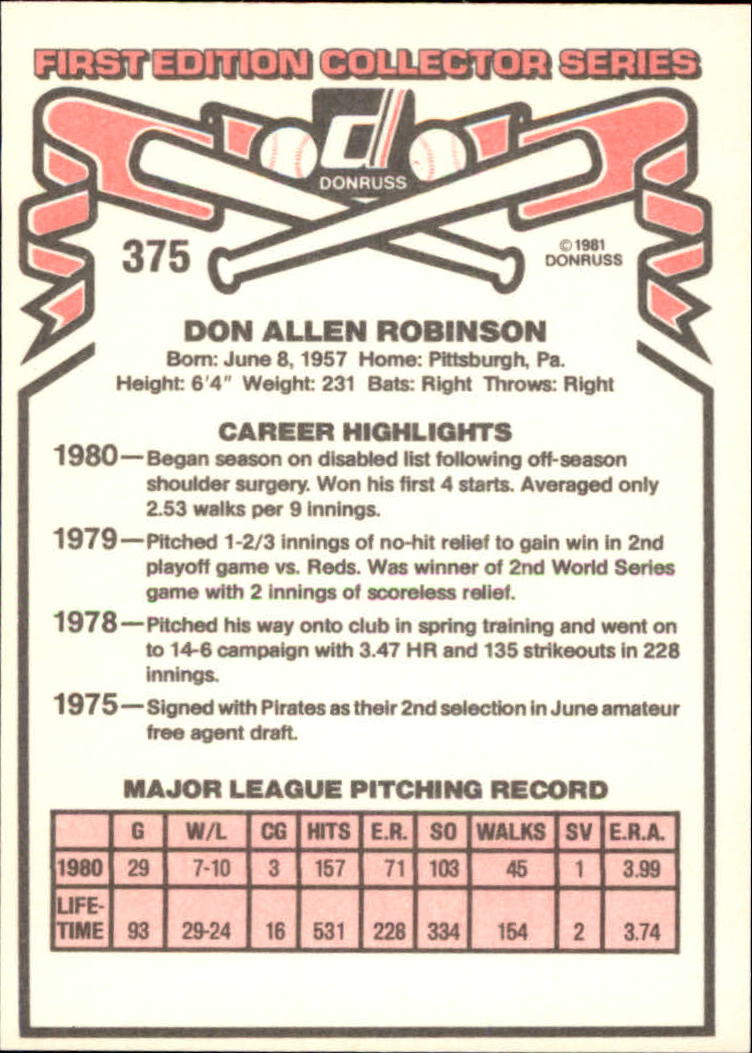 FIRST EDITION COLLECTOR SERIES
d
DONRUSS
375
©1981
DONRUSS
DON ALLEN ROBINSON
Born: June 8, 1957 Home: Pittsburgh, Pa.
Height: 6'4" Weight: 231 Bats: Right Throws: Right
CAREER HIGHLIGHTS
1980—Began season on disabled list following off-season
shoulder surgery. Won his first 4 starts. Averaged only
2.53 walks per 9 innings.
1979—Pitched 1-2/3 innings of no-hit relief to gain win in 2nd
playoff game vs. Reds. Was winner of 2nd World Series
game with 2 innings of scoreless relief.
1978—Pitched his way onto club in spring training and went on
to 14-6 campaign with 3.47 HR and 135 strikeouts in 228
innings.
1975—Signed with Pirates as their 2nd selection in June amateur
free agent draft.
MAJOR LEAGUE PITCHING RECORD
G W/L CG HITS E.R. SO WALKS SV E.R.A.
1980 29 7-10 3 157 71 103 45 1 3.99
LIFE-
TIME 93 29-24 16 531 228 334 154 2 3.74